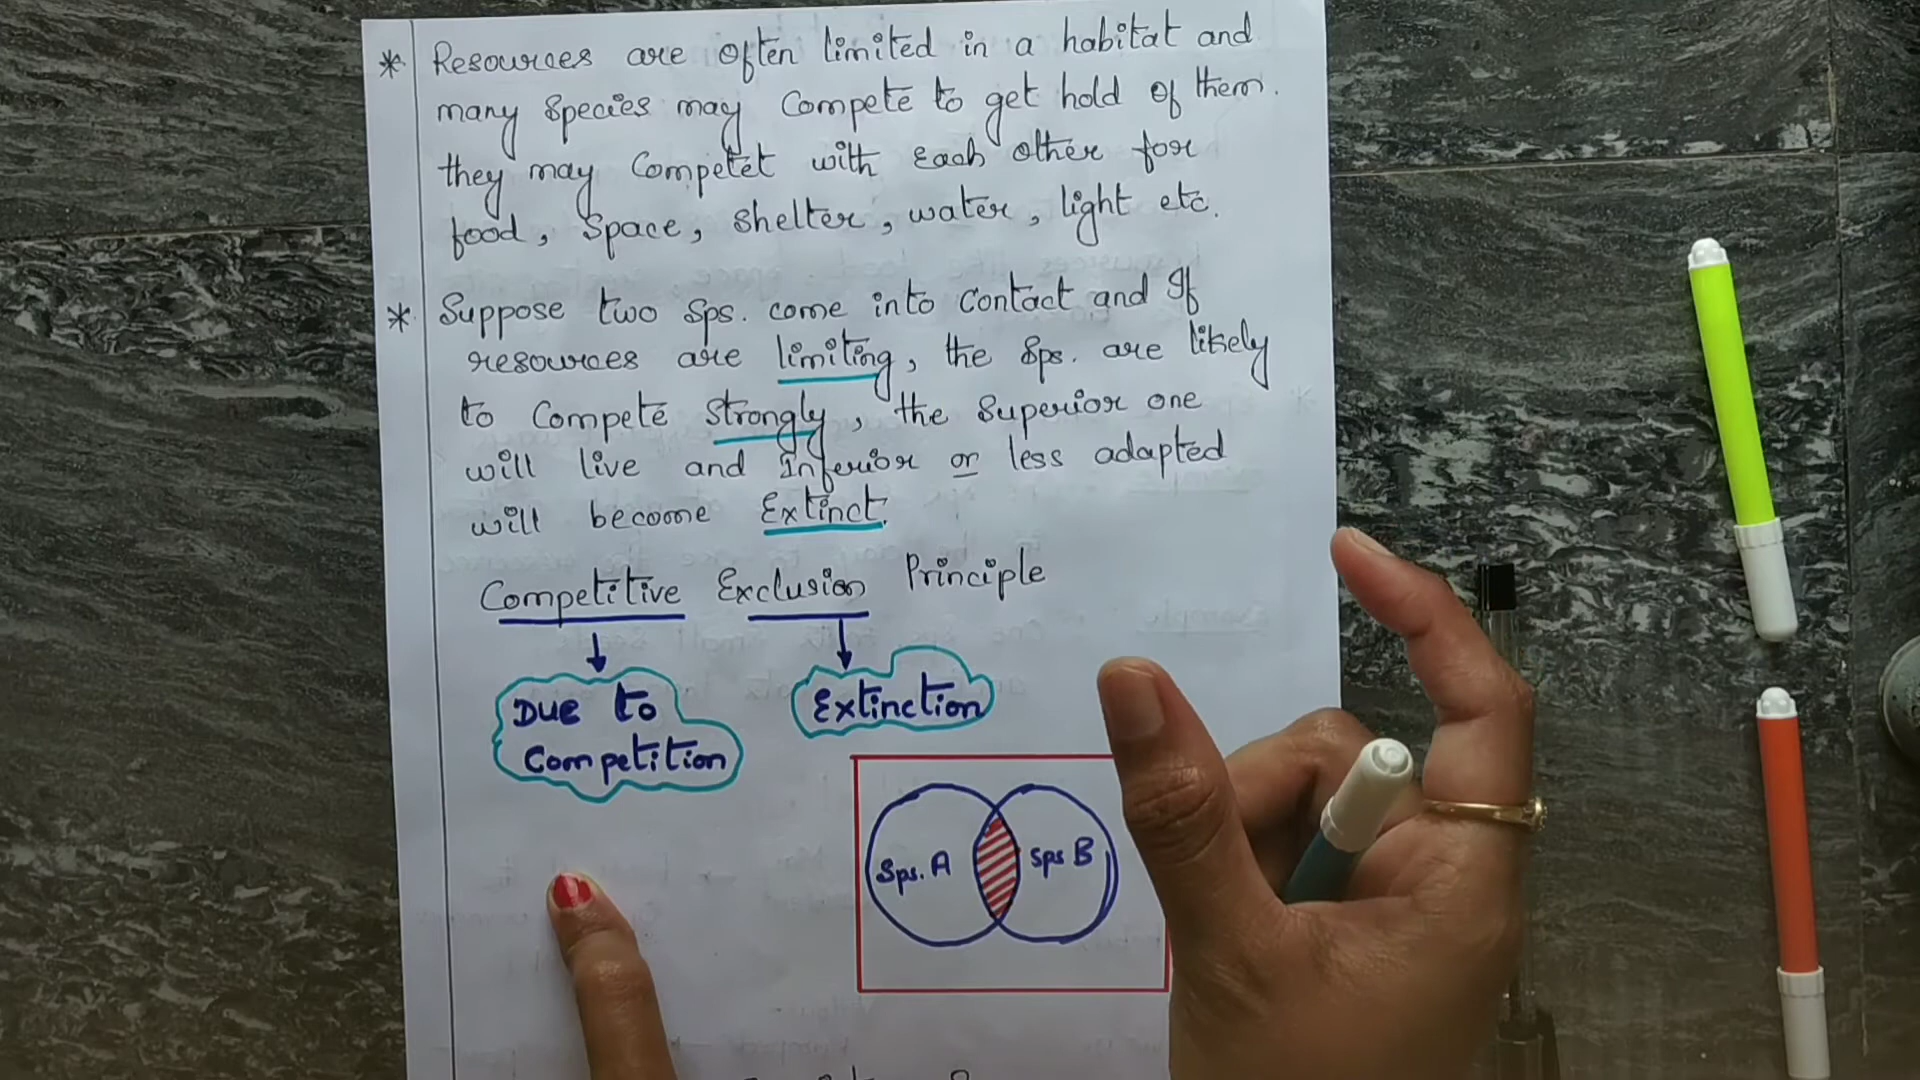 * Resources are often limited in a habitat and
many species may compete to get hold of them.
they may competet with each other for
food, space, shelter, water, light etc.
* Suppose two sps. come into contact and If
resources are limiting, the sps. are likely
to compete strongly, the superior one
will live and Inferior or less adapted
will become Extinct.
Competitive Exclusion Principle
Due to
Competition
Extinction
Sps. A
Sps B